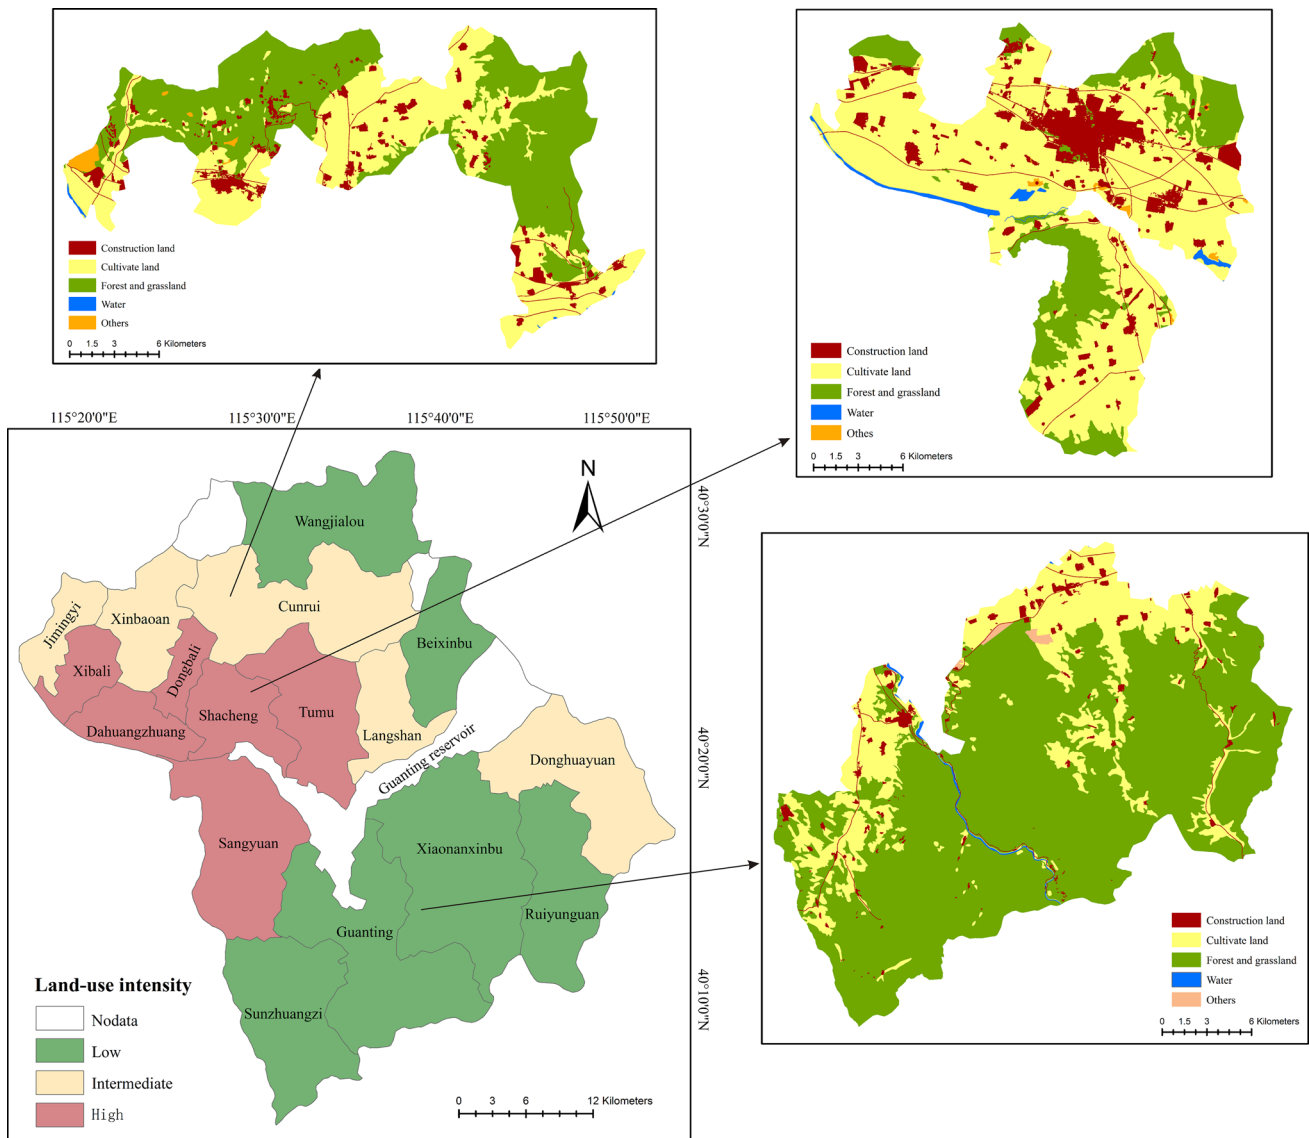 Construction land
Cultivate land
Forest and grassland
Water
Others
0 1.5 3 6 Kilometers
Construction land
Cultivate land
Forest and grassland
Water
Othes
0 1.5 3 6 Kilometers
115°20'0"E 115°30'0"E 115°40'0"E 115°50'0"E
N
40°30'0"N
40°20'0"N
40°10'0"N
Wangjialou
Cunrui
Jimingyi
Xinbaoan
Beixinbu
Xibali
Dongbali
Shacheng
Tumu
Dahuangzhuang
Langshan
Guanting reservoir
Donghuayuan
Sangyuan
Xiaonanxinbu
Ruiyunguan
Guanting
Sunzhuangzi
Land-use intensity
Nodata
Low
Intermediate
High
0 3 6 12 Kilometers
Construction land
Cultivate land
Forest and grassland
Water
Others
0 1.5 3 6 Kilometers